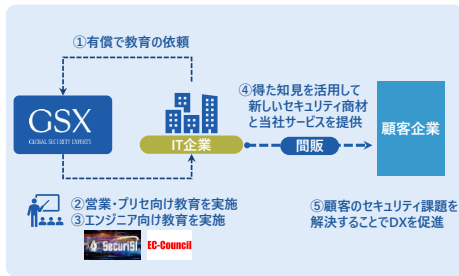 ①有償で教育の依頼
GSX
GLOBAL SECURITY EXPERTS
IT企業
④得た知見を活用して
新しいセキュリティ商材
と当社サービスを提供
間販
顧客企業
②営業・プリセ向け教育を実施
③エンジニア向け教育を実施
SecuriST
EC-Council
⑤顧客のセキュリティ課題を
解決することでDXを促進